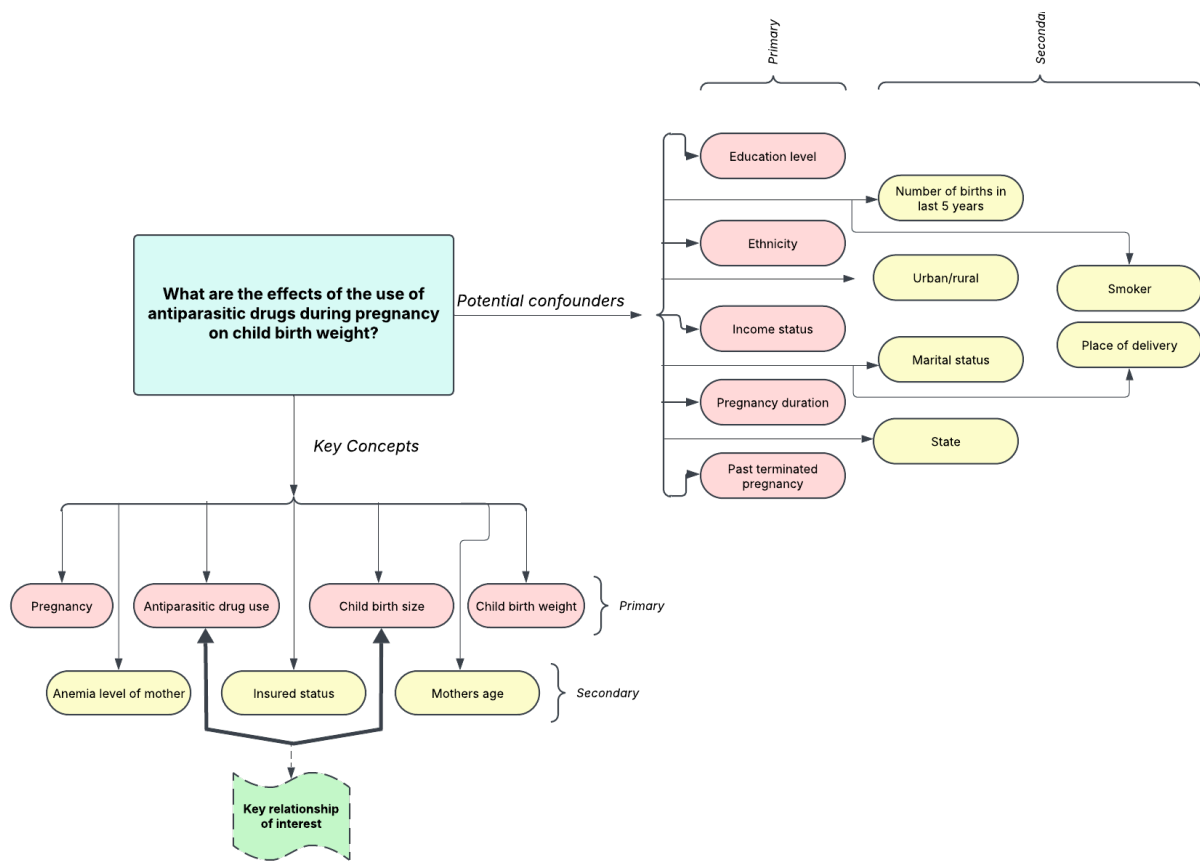 Primary
Education level
Number of births in
last 5 years
Ethnicity
Urban/rural
Smoker
What are the effects of the use of
antiparasitic drugs during pregnancy
on child birth weight?
Potential confounders
Income status
Marital status
Place of delivery
Pregnancy duration
State
Past terminated
pregnancy
Key Concepts
Pregnancy
Antiparasitic drug use
Child birth size
Child birth weight
Primary
Anemia level of mother
Insured status
Mothers age
Secondary
Key relationship
of interest